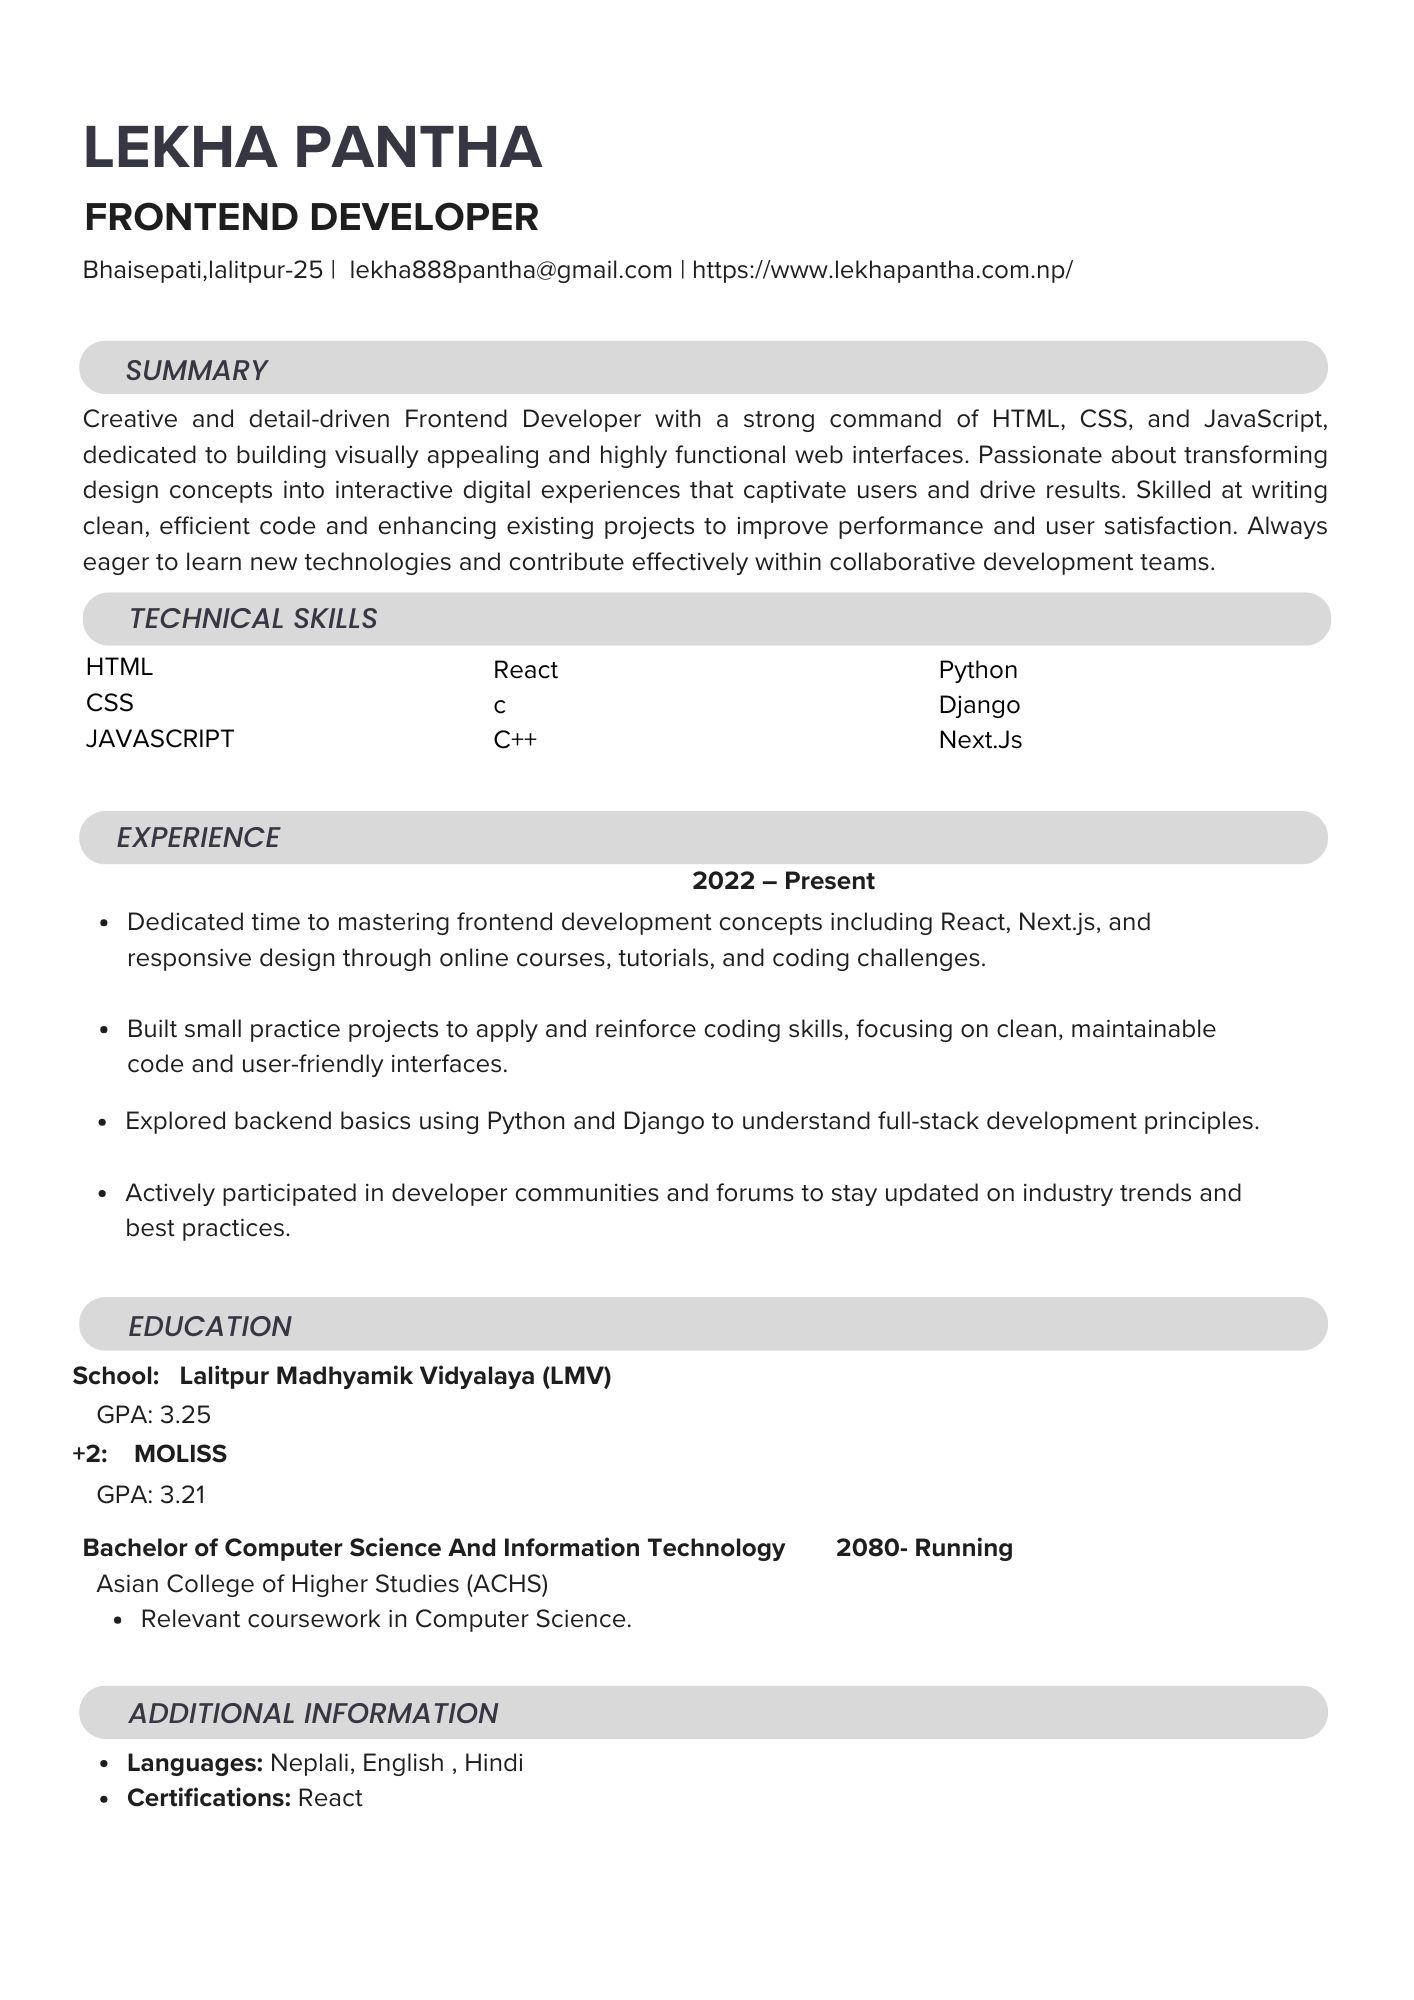 LEKHA PANTHA
FRONTEND DEVELOPER
Bhaisepati,lalitpur-25 | lekha888pantha@gmail.com | https://www.lekhapantha.com.np/
SUMMARY
Creative and detail-driven Frontend Developer with a strong command of HTML, CSS, and JavaScript,
dedicated to building visually appealing and highly functional web interfaces. Passionate about transforming
design concepts into interactive digital experiences that captivate users and drive results. Skilled at writing
clean, efficient code and enhancing existing projects to improve performance and user satisfaction. Always
eager to learn new technologies and contribute effectively within collaborative development teams.
TECHNICAL SKILLS
HTML
CSS
JAVASCRIPT
React
c
C++
Python
Django
Next.Js
EXPERIENCE
2022 – Present
• Dedicated time to mastering frontend development concepts including React, Next.js, and
responsive design through online courses, tutorials, and coding challenges.
• Built small practice projects to apply and reinforce coding skills, focusing on clean, maintainable
code and user-friendly interfaces.
• Explored backend basics using Python and Django to understand full-stack development principles.
• Actively participated in developer communities and forums to stay updated on industry trends and
best practices.
EDUCATION
School: Lalitpur Madhyamik Vidyalaya (LMV)
GPA: 3.25
+2: MOLISS
GPA: 3.21
Bachelor of Computer Science And Information Technology 2080- Running
Asian College of Higher Studies (ACHS)
• Relevant coursework in Computer Science.
ADDITIONAL INFORMATION
• Languages: Neplali, English , Hindi
• Certifications: React